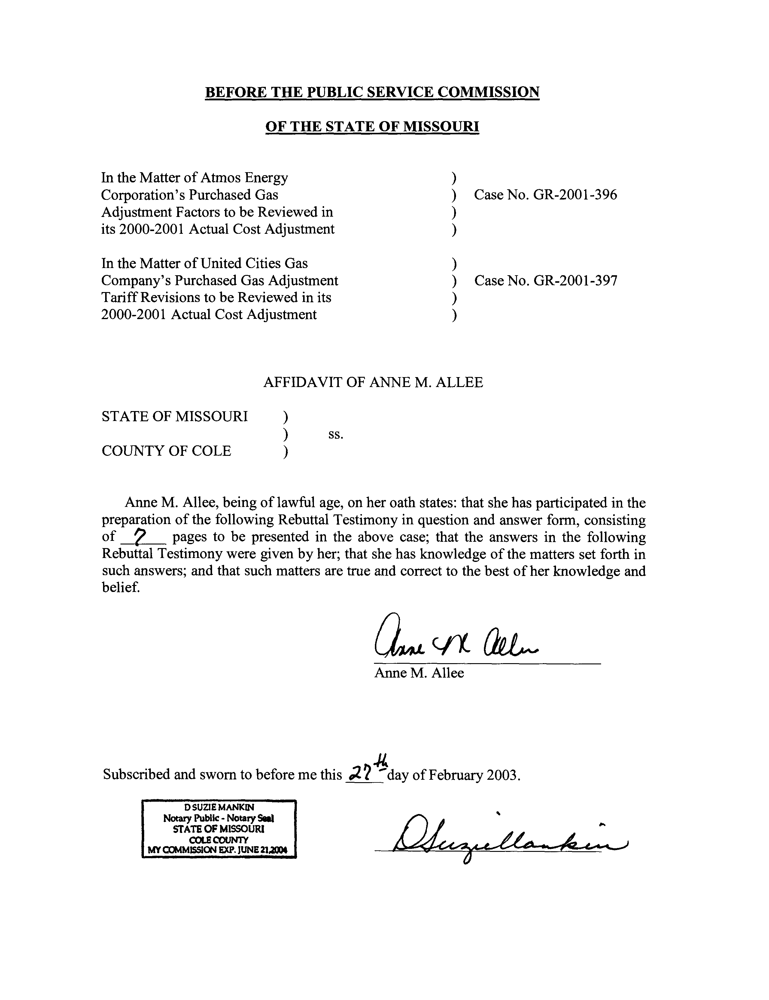 BEFORE THE PUBLIC SERVICE COMMISSION
OF THE STATE OF MISSOURI
In the Matter of Atmos Energy )
Corporation's Purchased Gas ) Case No. GR-2001-396
Adjustment Factors to be Reviewed in )
its 2000-2001 Actual Cost Adjustment )
In the Matter of United Cities Gas )
Company's Purchased Gas Adjustment ) Case No. GR-2001-397
Tariff Revisions to be Reviewed in its )
2000-2001 Actual Cost Adjustment )
AFFIDAVIT OF ANNE M. ALLEE
STATE OF MISSOURI )
) ss.
COUNTY OF COLE )
Anne M. Allee, being of lawful age, on her oath states: that she has participated in the
preparation of the following Rebuttal Testimony in question and answer form, consisting
of 7 pages to be presented in the above case; that the answers in the following
Rebuttal Testimony were given by her; that she has knowledge of the matters set forth in
such answers; and that such matters are true and correct to the best of her knowledge and
belief.
Anne M Allee
Anne M. Allee
Subscribed and sworn to before me this 27th day of February 2003.
D SUZIE MANKIN
Notary Public - Notary Seal
STATE OF MISSOURI
COLE COUNTY
MY COMMISSION EXP. JUNE 21,2004
D Suzie Mankin